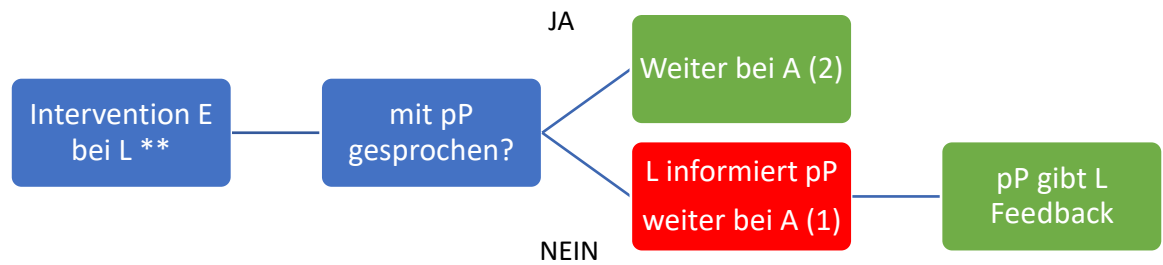 JA
Intervention E
bei L **
mit pP
gesprochen?
Weiter bei A (2)
L informiert pP
weiter bei A (1)
pP gibt L
Feedback
NEIN